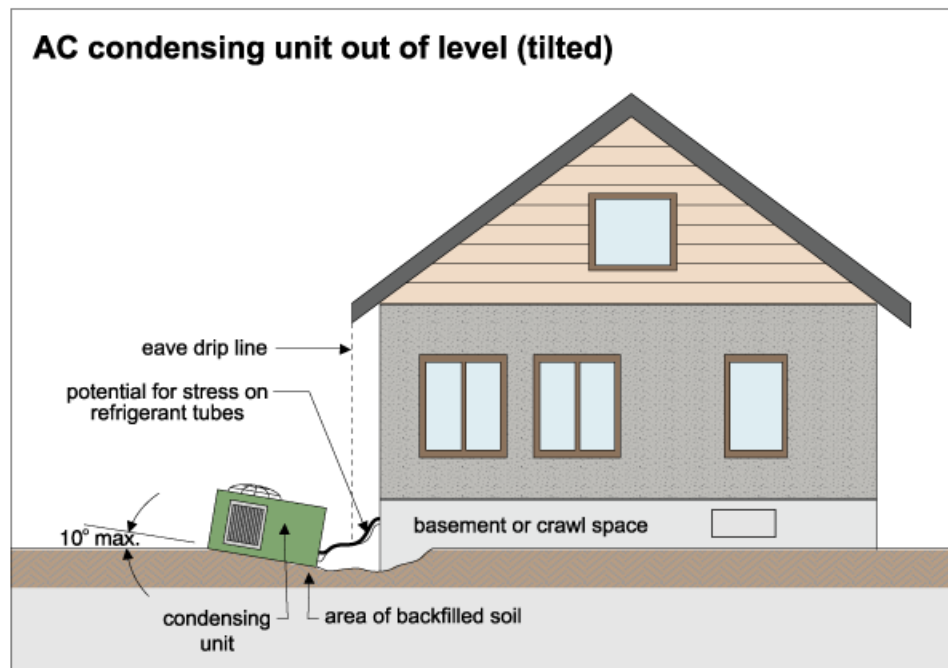 AC condensing unit out of level (tilted)
eave drip line
potential for stress on
refrigerant tubes
10° max.
basement or crawl space
condensing
unit
area of backfilled soil